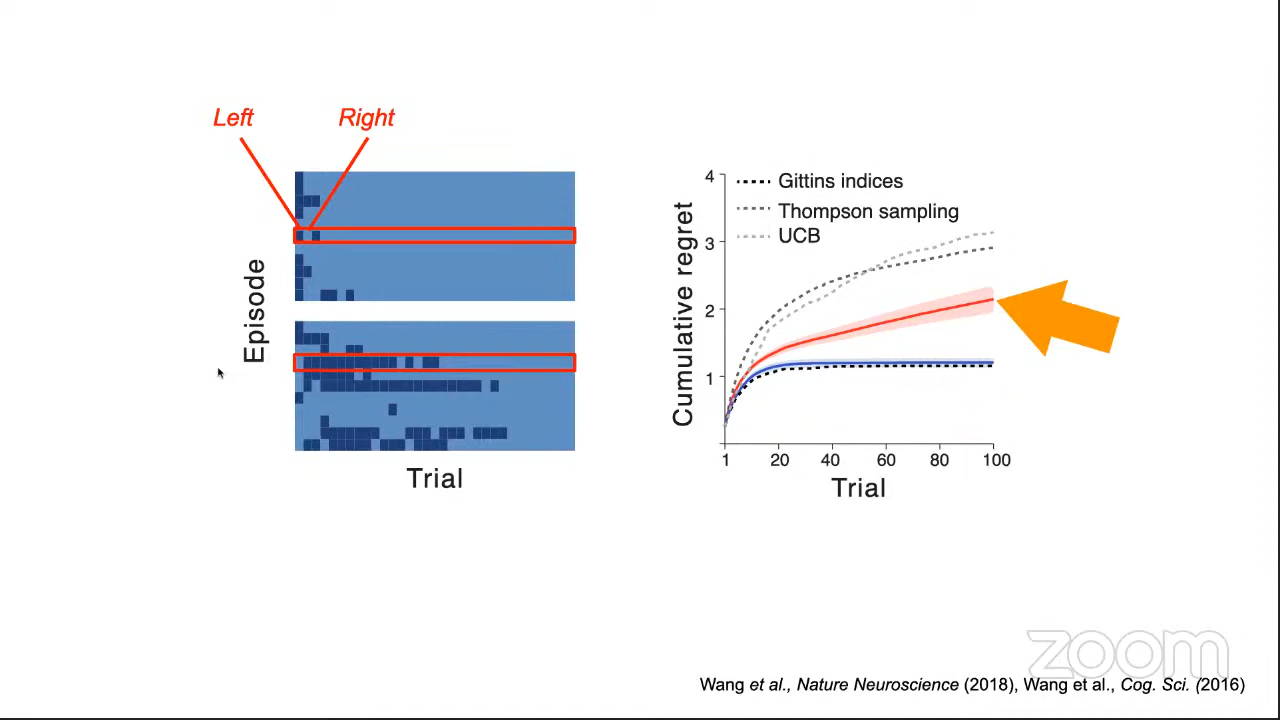 Left
Right
Episode
Trial
Cumulative regret
4
3
2
1
Gittins indices
Thompson sampling
UCB
1
20
40
60
80
100
Trial
zoom
Wang et al., Nature Neuroscience (2018), Wang et al., Cog. Sci. (2016)